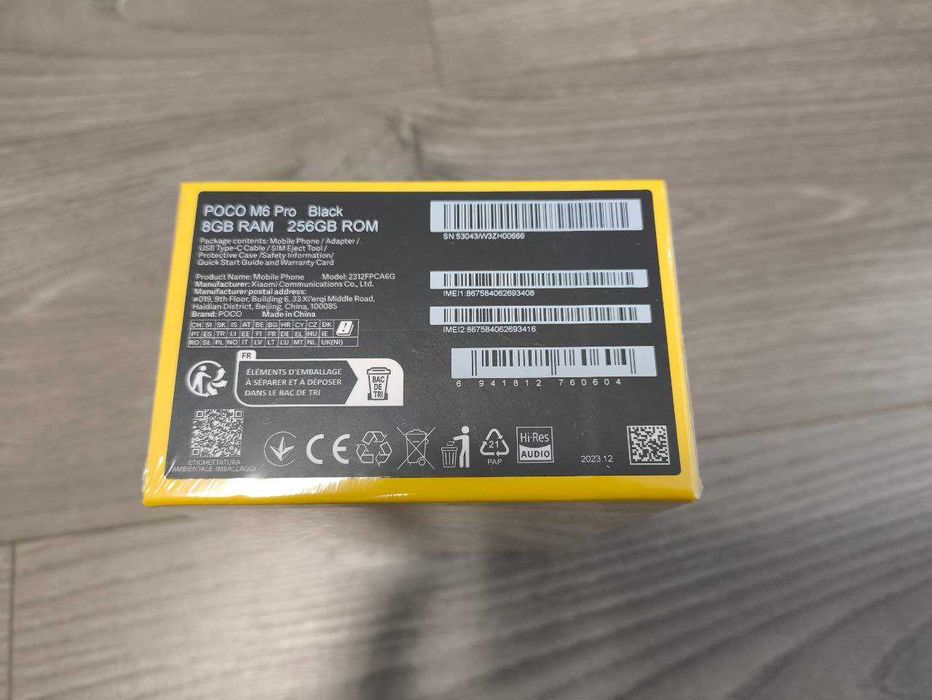 POCO M6 Pro Black
8GB RAM 256GB ROM
Package contents: Mobile Phone / Adapter /
USB Type-C Cable / SIM Eject Tool /
Protective Case /Safety Information/
Quick Start Guide and Warranty Card
Product Name: Mobile Phone Model: 2312FPCA6G
Manufacturer: Xiaomi Communications Co., Ltd.
Manufacturer postal address:
#019, 9th Floor, Building 6, 33 Xi'erqi Middle Road,
Haidian District, Beijing, China, 100085
Brand: POCO Made in China
CH SI SK IS AT BE BG HR CY CZ DK
PT ES TR LI EE FI FR DE EL HU IE
RO SE PL NO IT LV LT LU MT NL UK(NI)
SN:53043/W3ZH00666
IMEI1:867584062693408
IMEI2:867584062693416
6 941812 760604
FR
ÉLÉMENTS D'EMBALLAGE
À SÉPARER ET À DÉPOSER
DANS LE BAC DE TRI
BAC
DE
TRI
ETICHETTATURA
AMBIENTALE IMBALLAGGI
CE
21
PAP
Hi-Res
AUDIO
2023.12